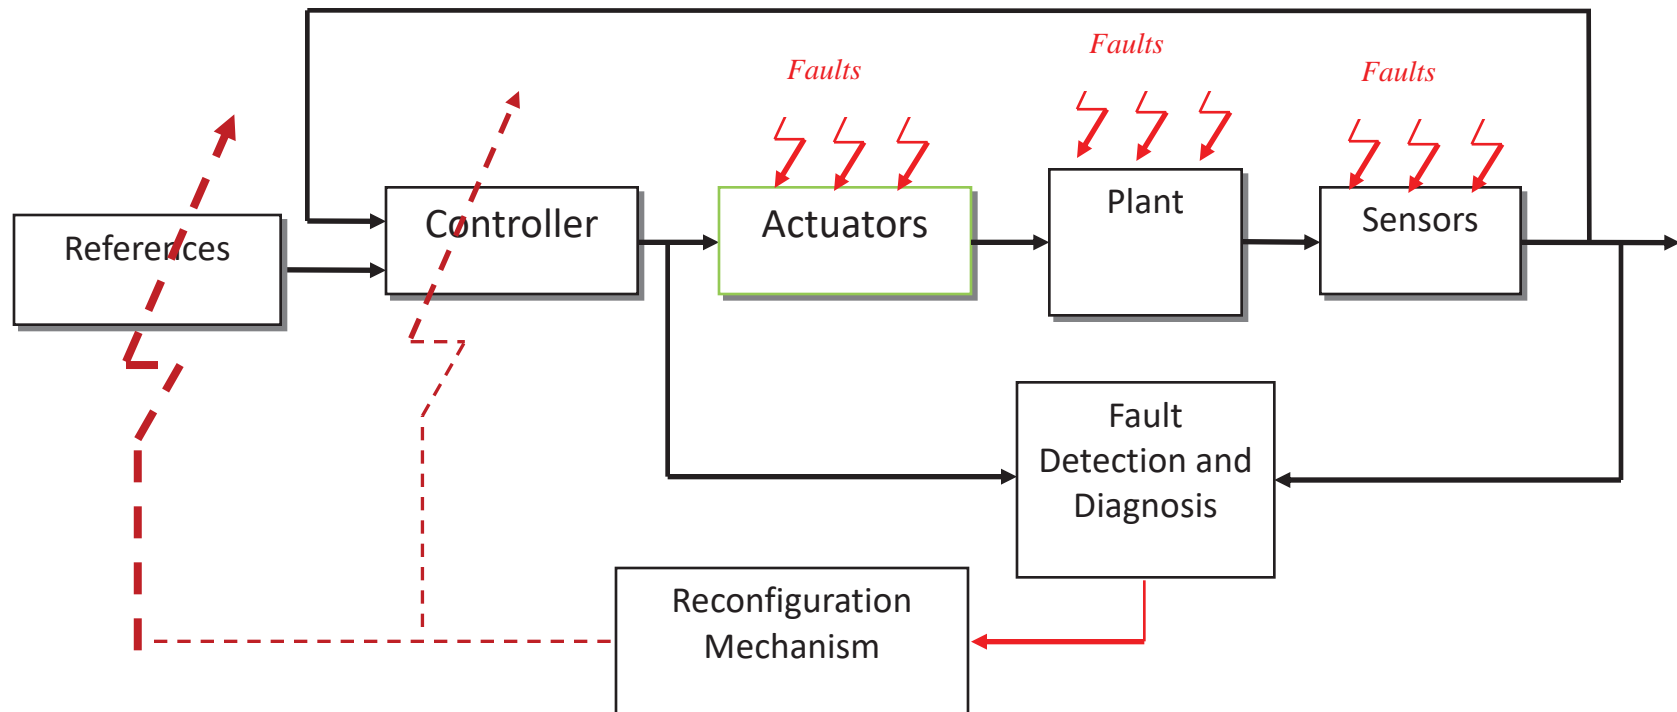 Faults
Faults
Faults
References
Controller
Actuators
Plant
Sensors
Fault
Detection and
Diagnosis
Reconfiguration
Mechanism